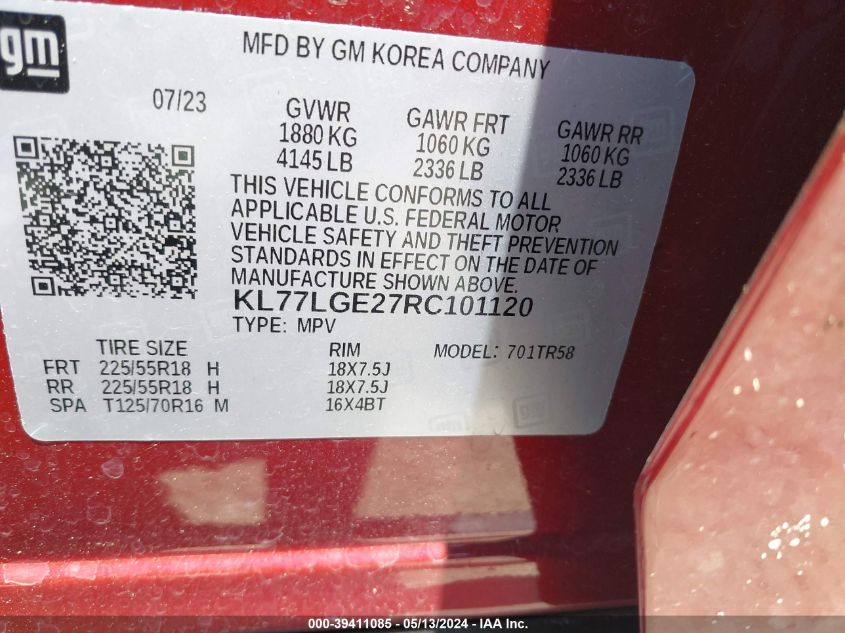 gm
MFD BY GM KOREA COMPANY
07/23
GVWR
1880 KG
4145 LB
GAWR FRT
1060 KG
2336 LB
GAWR RR
1060 KG
2336 LB
THIS VEHICLE CONFORMS TO ALL
APPLICABLE U.S. FEDERAL MOTOR
VEHICLE SAFETY AND THEFT PREVENTION
STANDARDS IN EFFECT ON THE DATE OF
MANUFACTURE SHOWN ABOVE.
KL77LGE27RC101120
TYPE: MPV
TIRE SIZE RIM MODEL: 701TR58
FRT 225/55R18 H 18X7.5J
RR 225/55R18 H 18X7.5J
SPA T125/70R16 M 16X4BT
gm
000-39411085 - 05/13/2024 - IAA Inc.